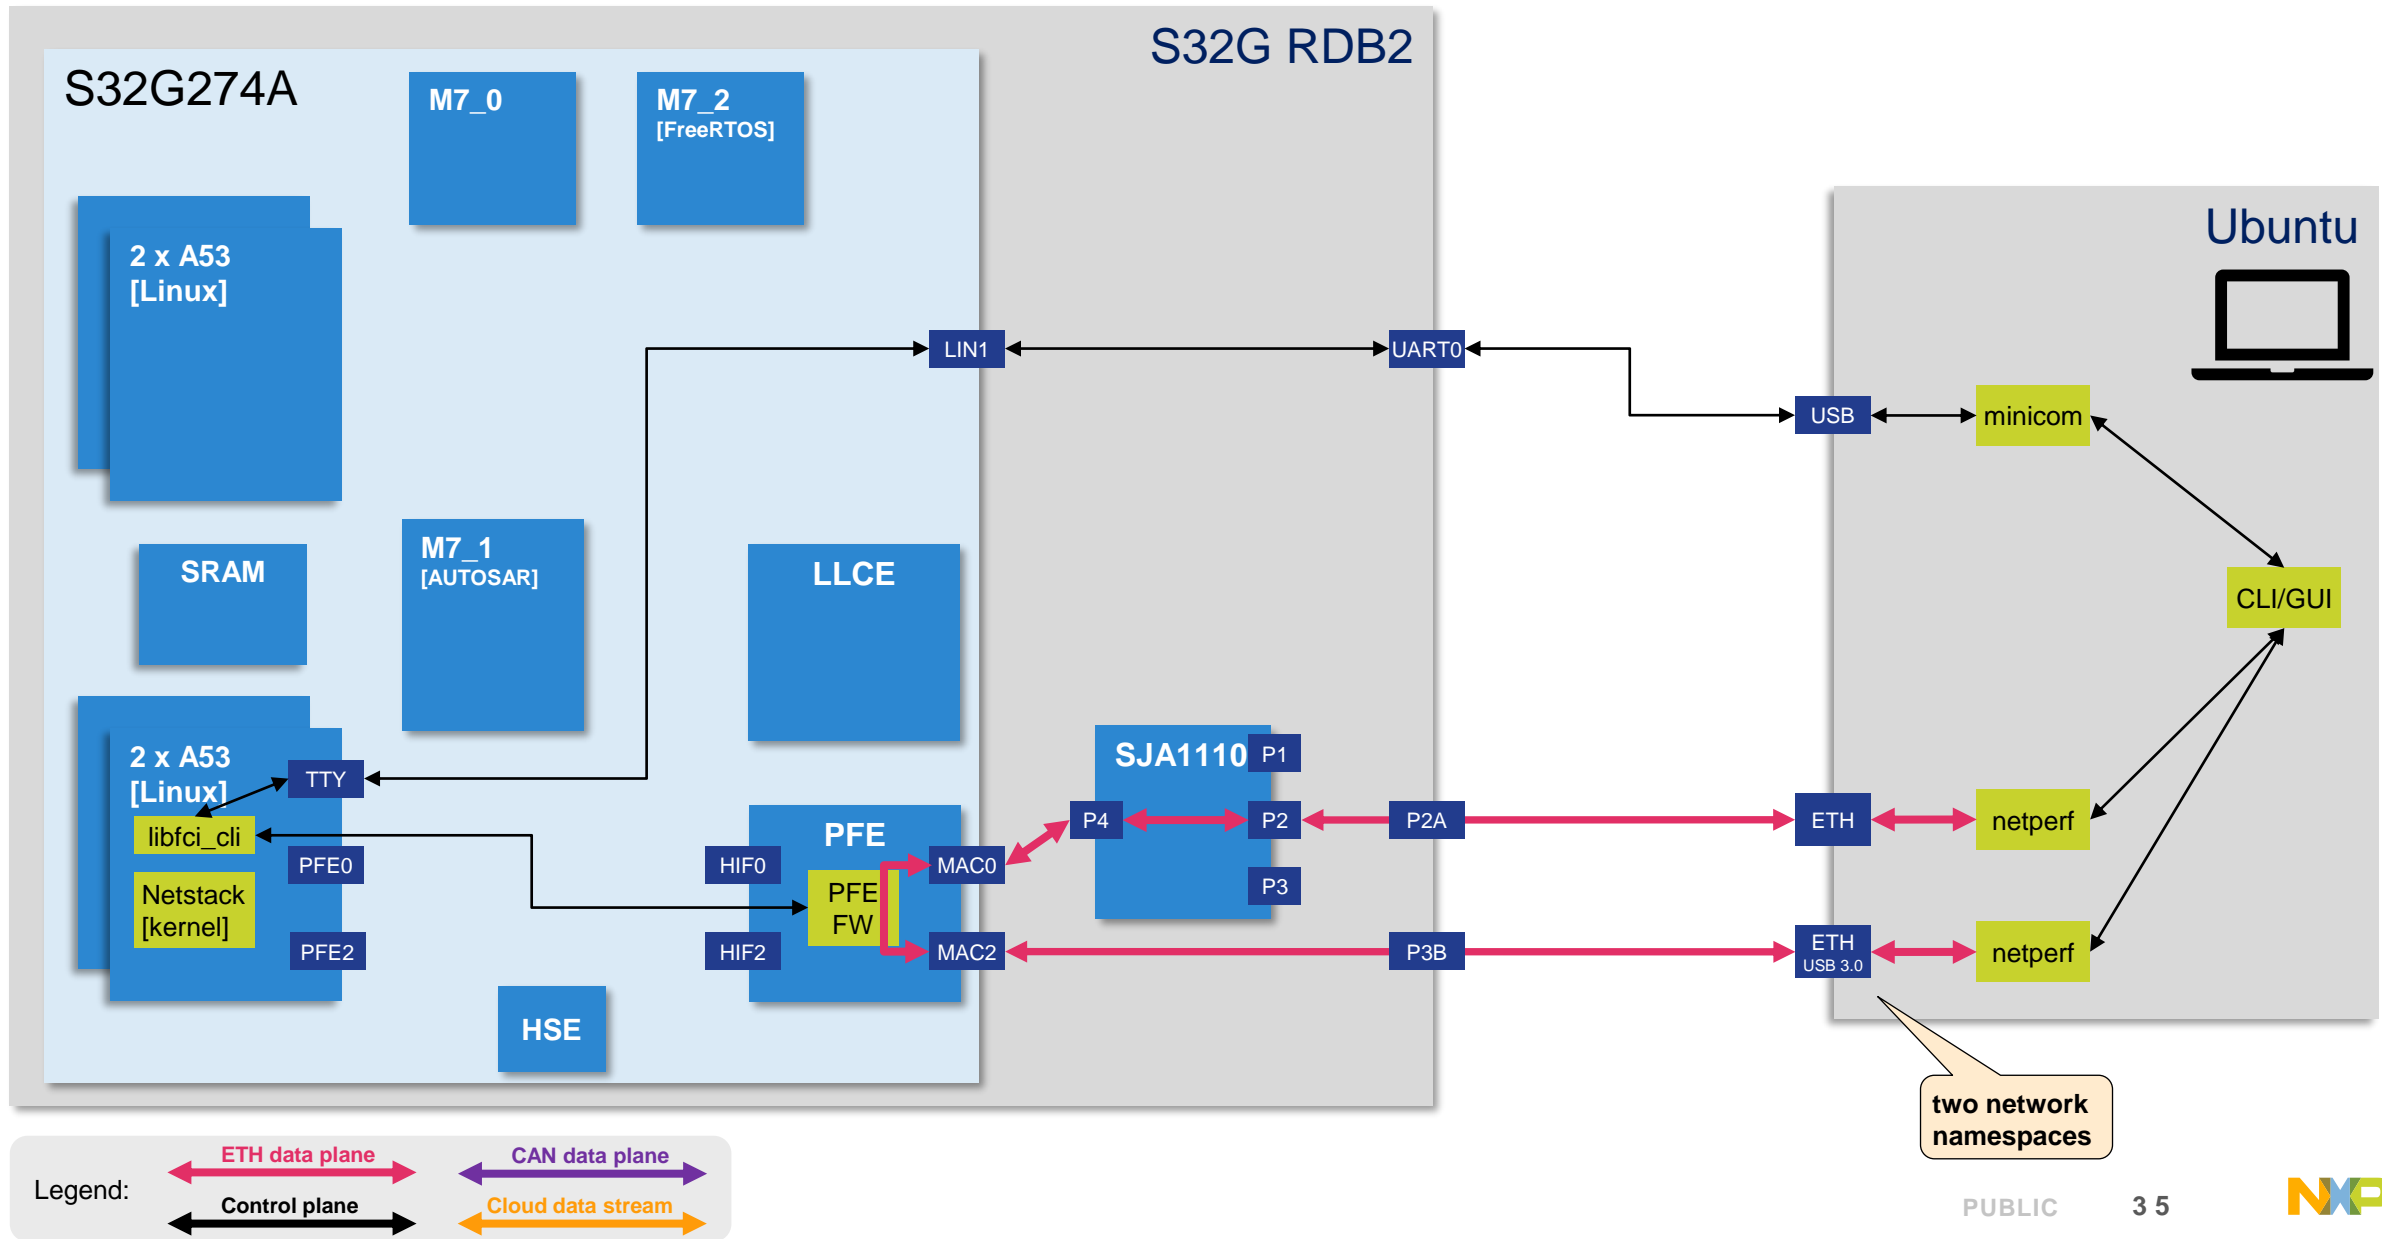 S32G RDB2
S32G274A
M7_0
M7_2
[FreeRTOS]
Ubuntu
2 x A53
[Linux]
LIN1
UART0
USB
minicom
SRAM
M7_1
[AUTOSAR]
LLCE
CLI/GUI
2 x A53
[Linux]
TTY
libfci_cli
Netstack
[kernel]
PFE0
PFE2
PFE
HIF0
HIF2
PFE
FW
MAC0
MAC2
SJA1110
P1
P4
P2
P3
P2A
P3B
ETH
netperf
ETH
USB 3.0
netperf
HSE
two network
namespaces
Legend:
ETH data plane
CAN data plane
Control plane
Cloud data stream
PUBLIC
3 5
NXP